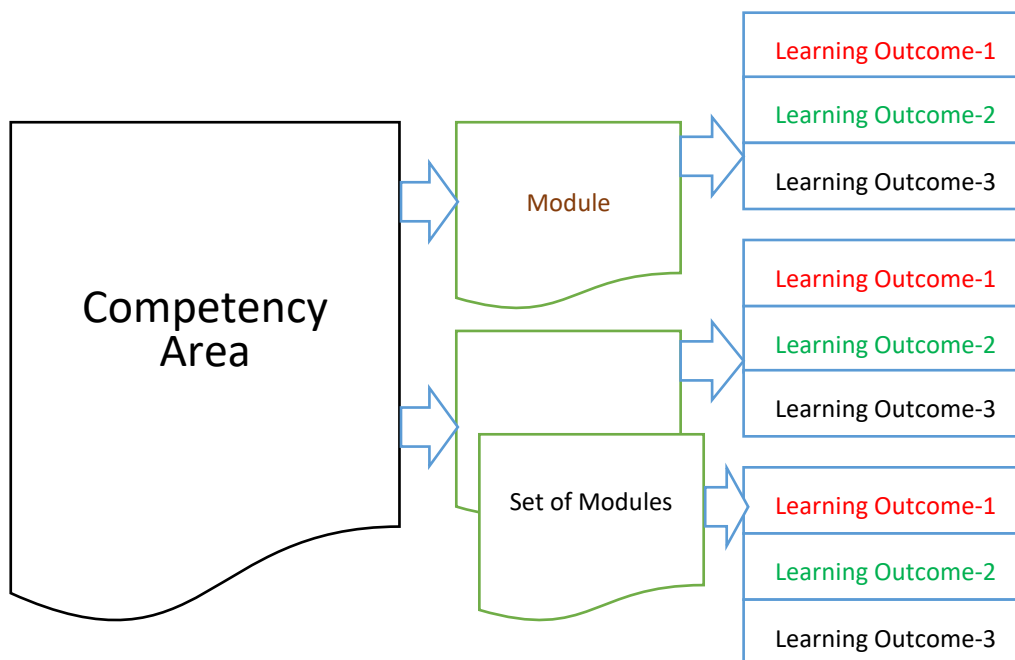 Competency
Area
Module
Set of Modules
Learning Outcome-1
Learning Outcome-2
Learning Outcome-3
Learning Outcome-1
Learning Outcome-2
Learning Outcome-3
Learning Outcome-1
Learning Outcome-2
Learning Outcome-3